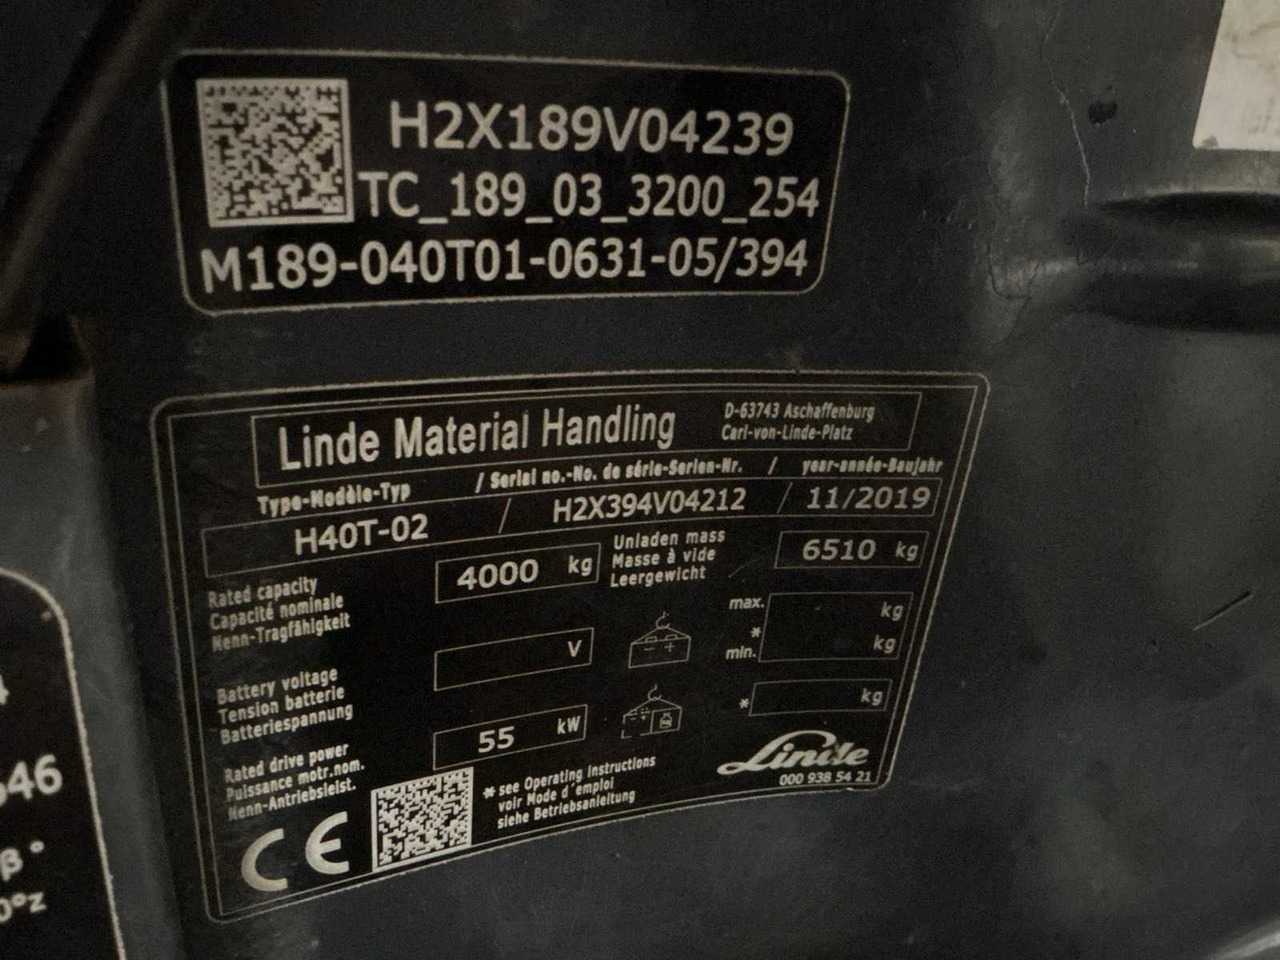 H2X189V04239
TC_189_03_3200_254
M189-040T01-0631-05/394
Linde Material Handling
D-63743 Aschaffenburg
Carl-von-Linde-Platz
Type-Modèle-Typ / Serial no.-No. de série-Serien-Nr. / year-année-Baujahr
H40T-02 / H2X394V04212 / 11/2019
Rated capacity
Capacité nominale
Nenn-Tragfähigkeit
4000 kg
Unladen mass
Masse à vide
Leergewicht
6510 kg
Battery voltage
Tension batterie
Batteriespannung
V
max. kg
*
min. kg
Rated drive power
Puissance motr.nom.
Nenn-Antriebsleist.
55 kW
* kg
*see Operating instructions
voir Mode d'emploi
siehe Betriebsanleitung
Linde
000 938 54 21
CE
46
β°
0°z